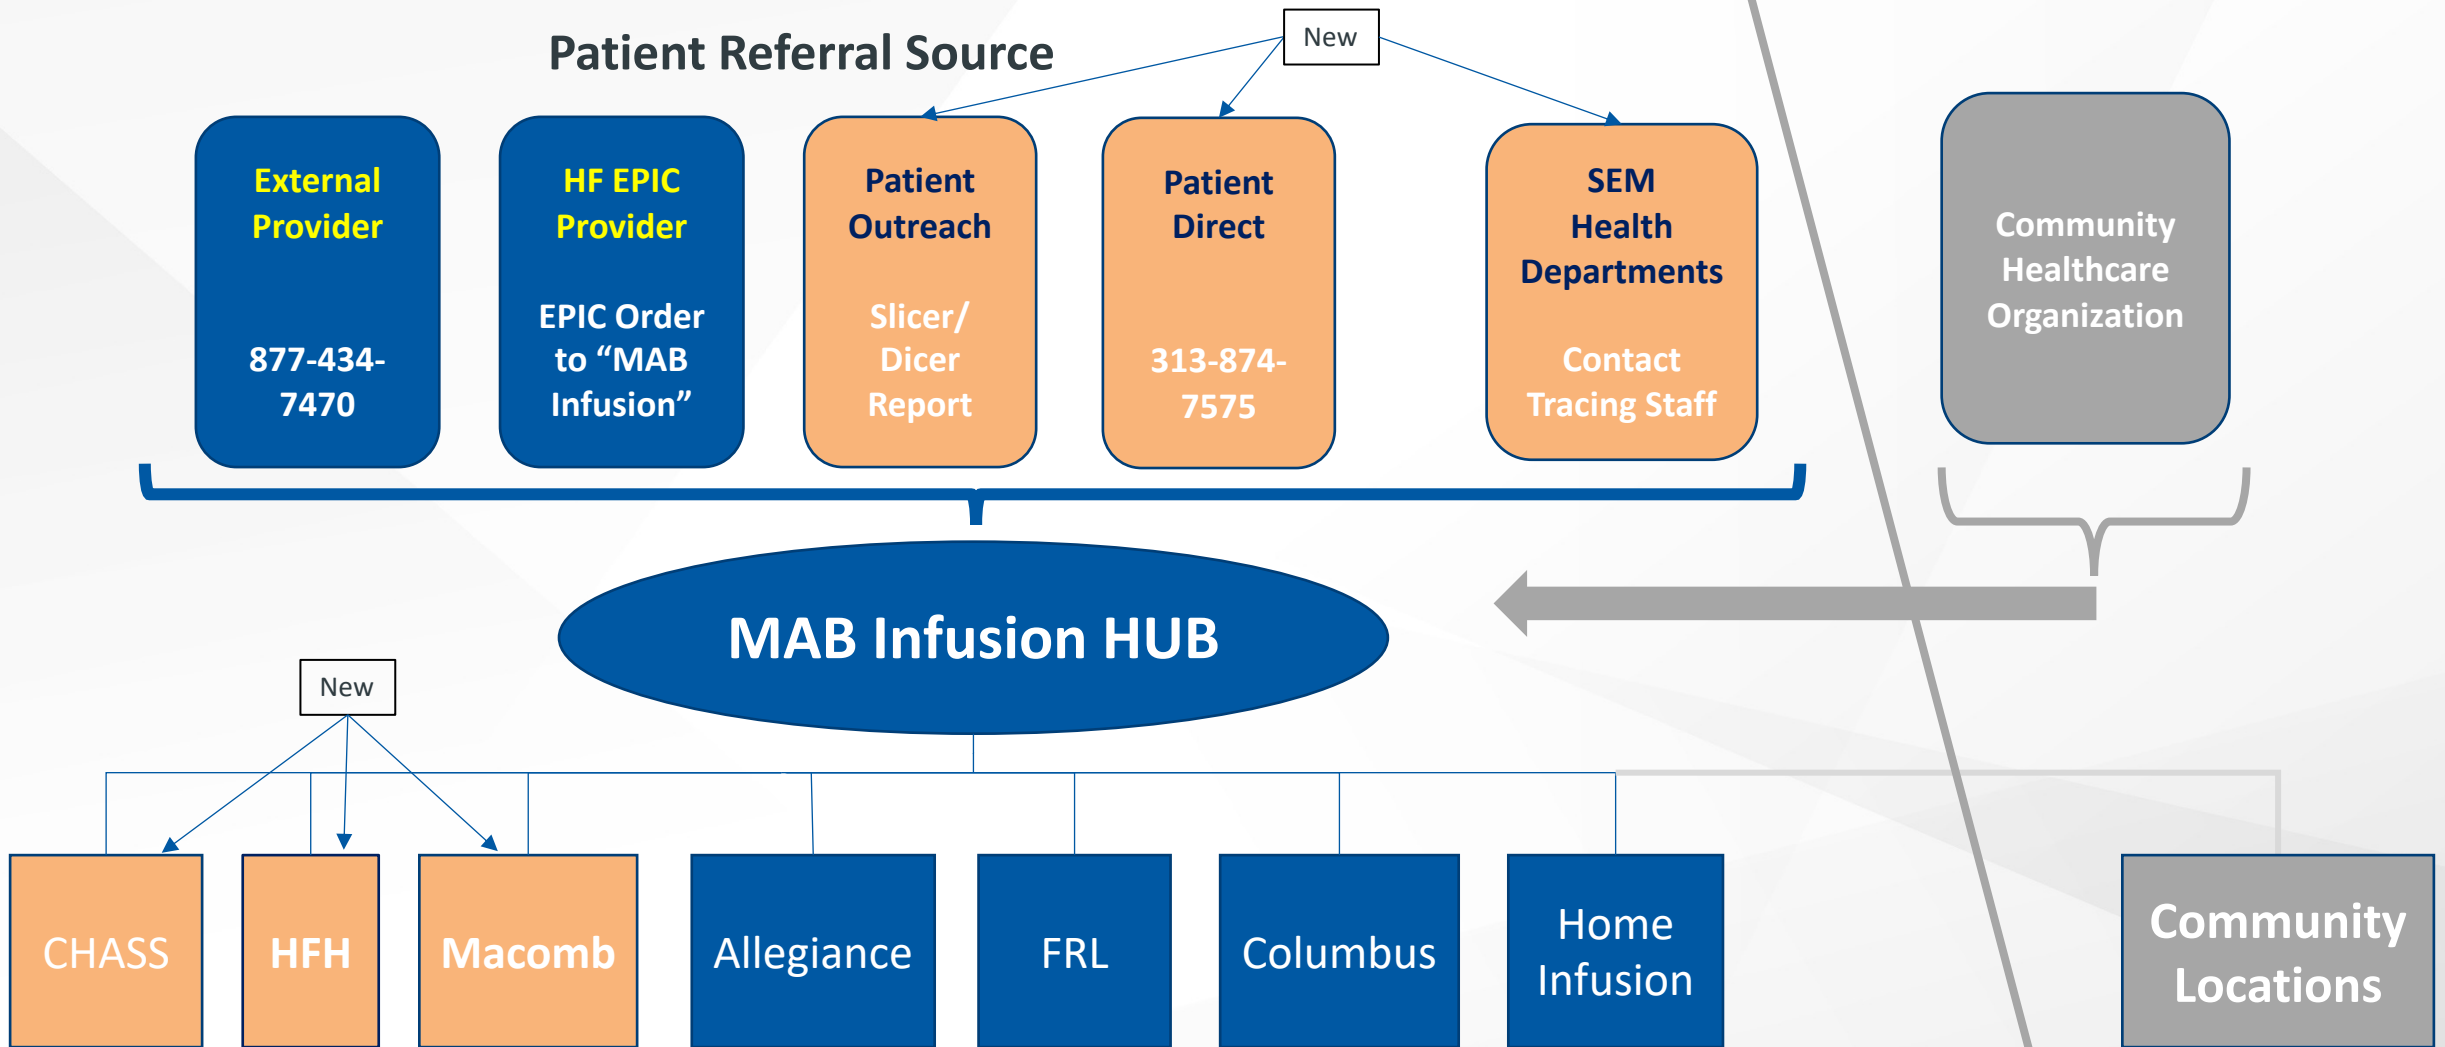 New
Patient Referral Source
External
Provider
877-434-
7470
HF EPIC
Provider
EPIC Order
to “MAB
Infusion”
Patient
Outreach
Slicer/
Dicer
Report
Patient
Direct
313-874-
7575
SEM
Health
Departments
Contact
Tracing Staff
Community
Healthcare
Organization
MAB Infusion HUB
New
CHASS
HFH
Macomb
Allegiance
FRL
Columbus
Home
Infusion
Community
Locations